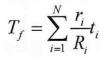 $T_f = \sum_{i=1}^{N} \frac{r_i}{R_i} t_i$